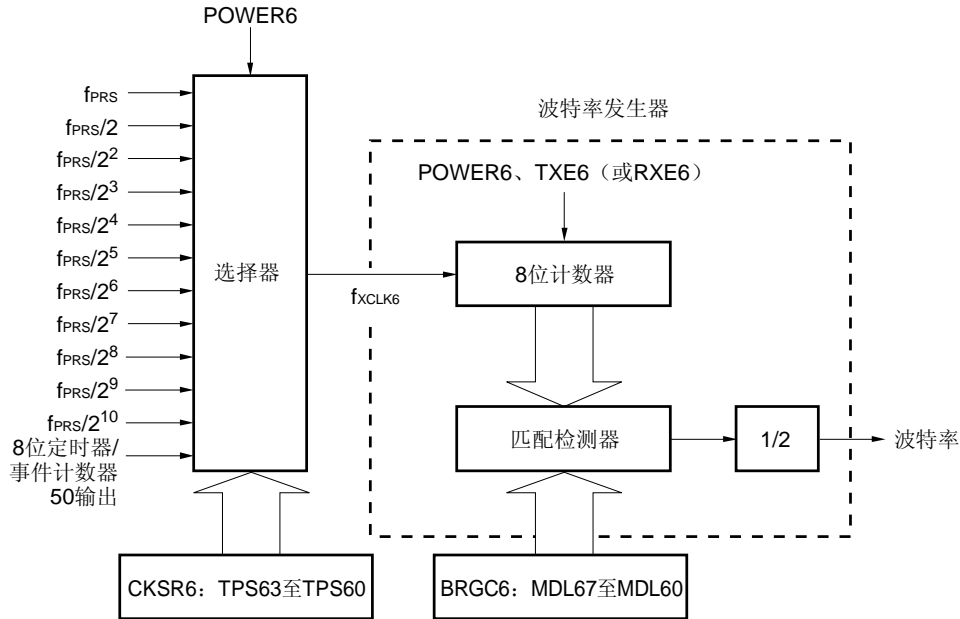 POWER6
fPRS
fPRS/2
fPRS/2²
fPRS/2³
fPRS/2⁴
fPRS/2⁵
fPRS/2⁶
fPRS/2⁷
fPRS/2⁸
fPRS/2⁹
fPRS/2¹⁰
8位定时器/
事件计数器
50输出
选择器
fXCLK6
波特率发生器
POWER6、TXE6（或RXE6）
8位计数器
匹配检测器
1/2
波特率
CKSR6：TPS63至TPS60
BRGC6：MDL67至MDL60